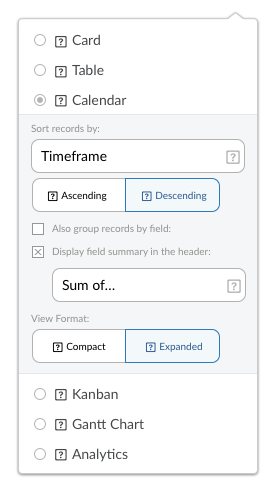 Card
Table
Calendar
Sort records by:
Timeframe
Ascending
Descending
Also group records by field:
Display field summary in the header:
Sum of...
View Format:
Compact
Expanded
Kanban
Gantt Chart
Analytics